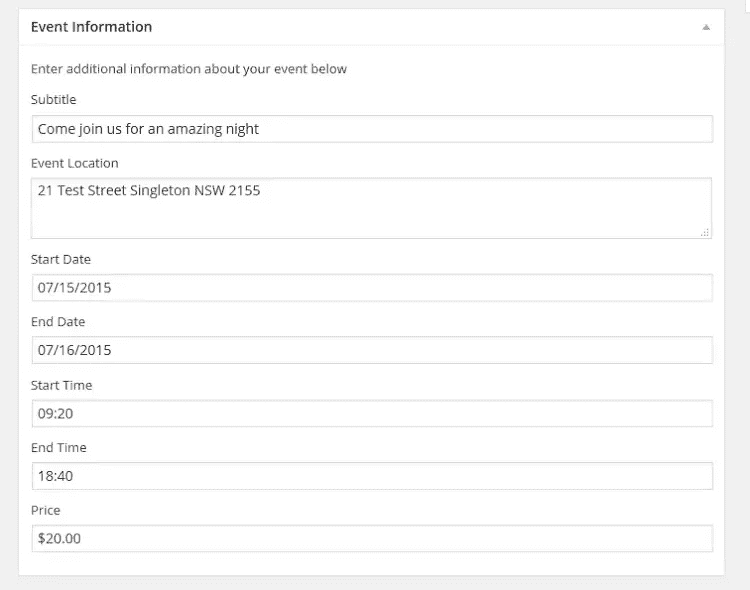 Event Information
Enter additional information about your event below
Subtitle
Come join us for an amazing night
Event Location
21 Test Street Singleton NSW 2155
Start Date
07/15/2015
End Date
07/16/2015
Start Time
09:20
End Time
18:40
Price
$20.00